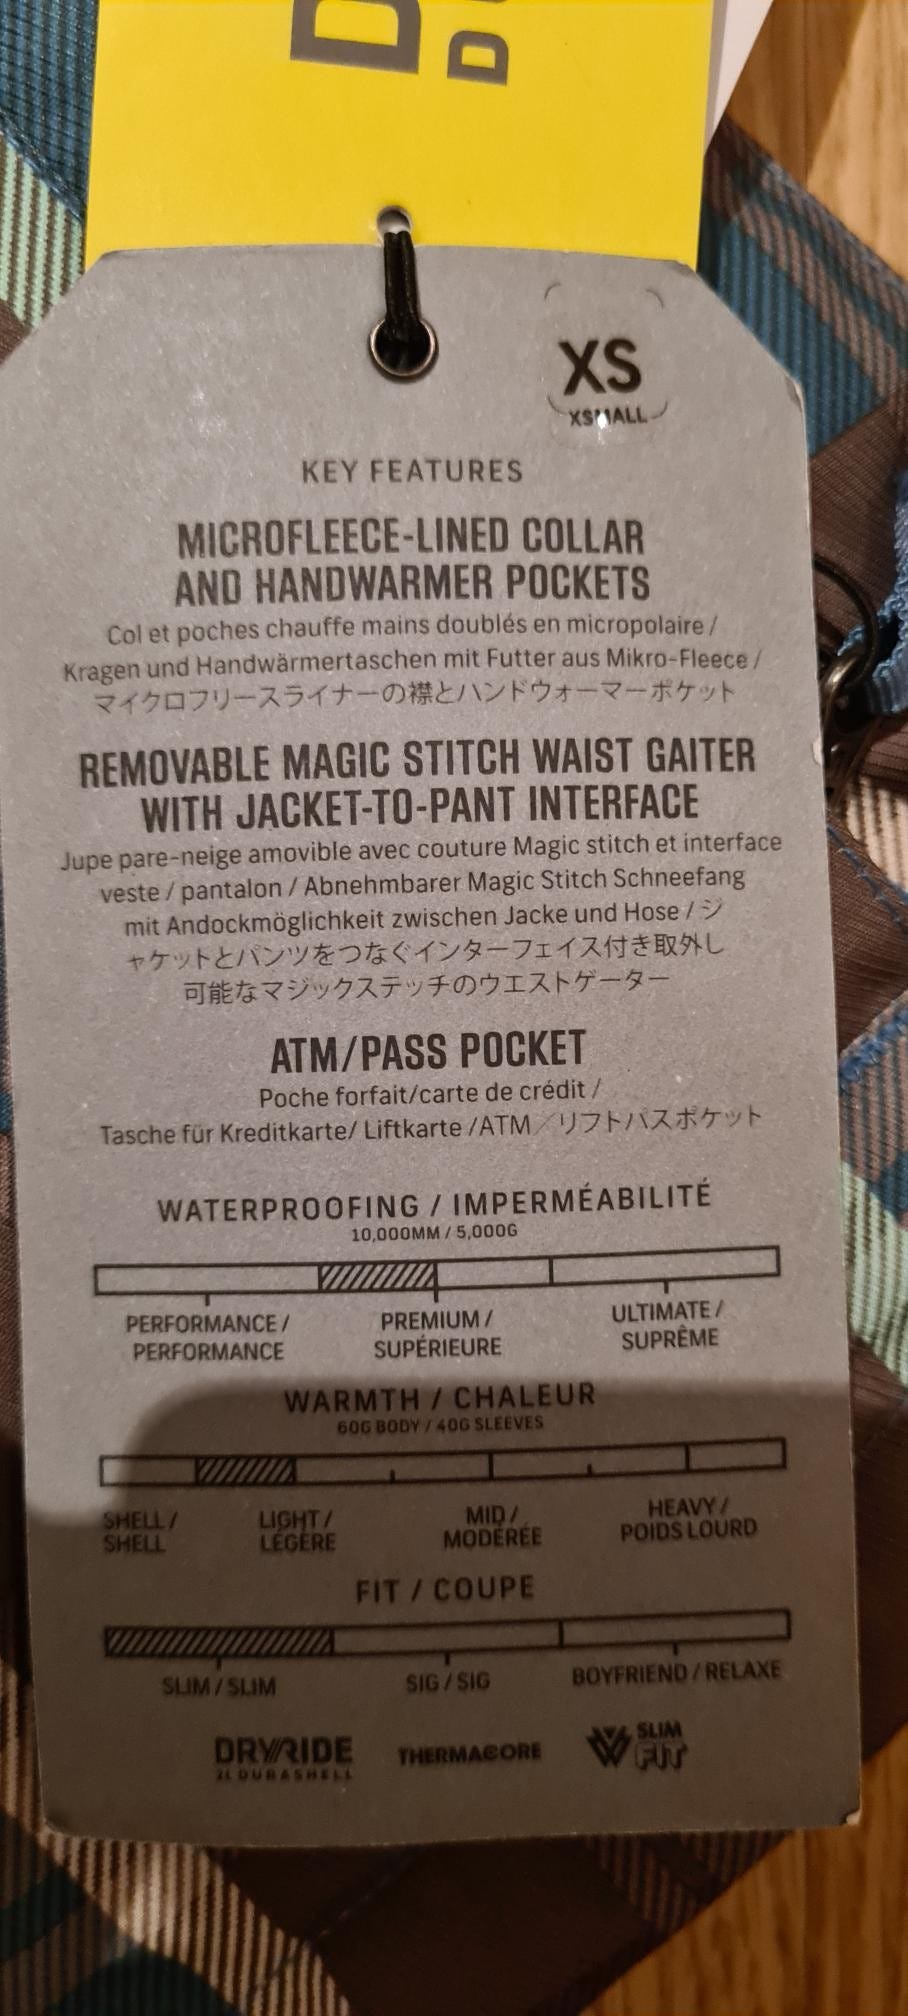 XS
XSMALL
KEY FEATURES
MICROFLEECE-LINED COLLAR
AND HANDWARMER POCKETS
Col et poches chauffe mains doublés en micropolaire /
Kragen und Handwärmertaschen mit Futter aus Mikro-Fleece /
マイクロフリースライナーの襟とハンドウォーマーポケット
REMOVABLE MAGIC STITCH WAIST GAITER
WITH JACKET-TO-PANT INTERFACE
Jupe pare-neige amovible avec couture Magic stitch et interface
veste / pantalon / Abnehmbarer Magic Stitch Schneefang
mit Andockmöglichkeit zwischen Jacke und Hose / ジ
ャケットとパンツをつなぐインターフェイス付き取外し
可能なマジックステッチのウエストゲーター
ATM/PASS POCKET
Poche forfait/carte de crédit /
Tasche für Kreditkarte/ Liftkarte /ATM／リフトパスポケット
WATERPROOFING / IMPERMÉABILITÉ
10,000MM / 5,000G
PERFORMANCE / PREMIUM / ULTIMATE /
PERFORMANCE SUPÉRIEURE SUPRÊME
WARMTH / CHALEUR
60G BODY / 40G SLEEVES
SHELL / LIGHT / MID / HEAVY /
SHELL LÉGÈRE MODÉRÉE POIDS LOURD
FIT / COUPE
SLIM / SLIM SIG / SIG BOYFRIEND / RELAXE
DRYRIDE THERMACORE SLIM
2L DURASHELL FIT